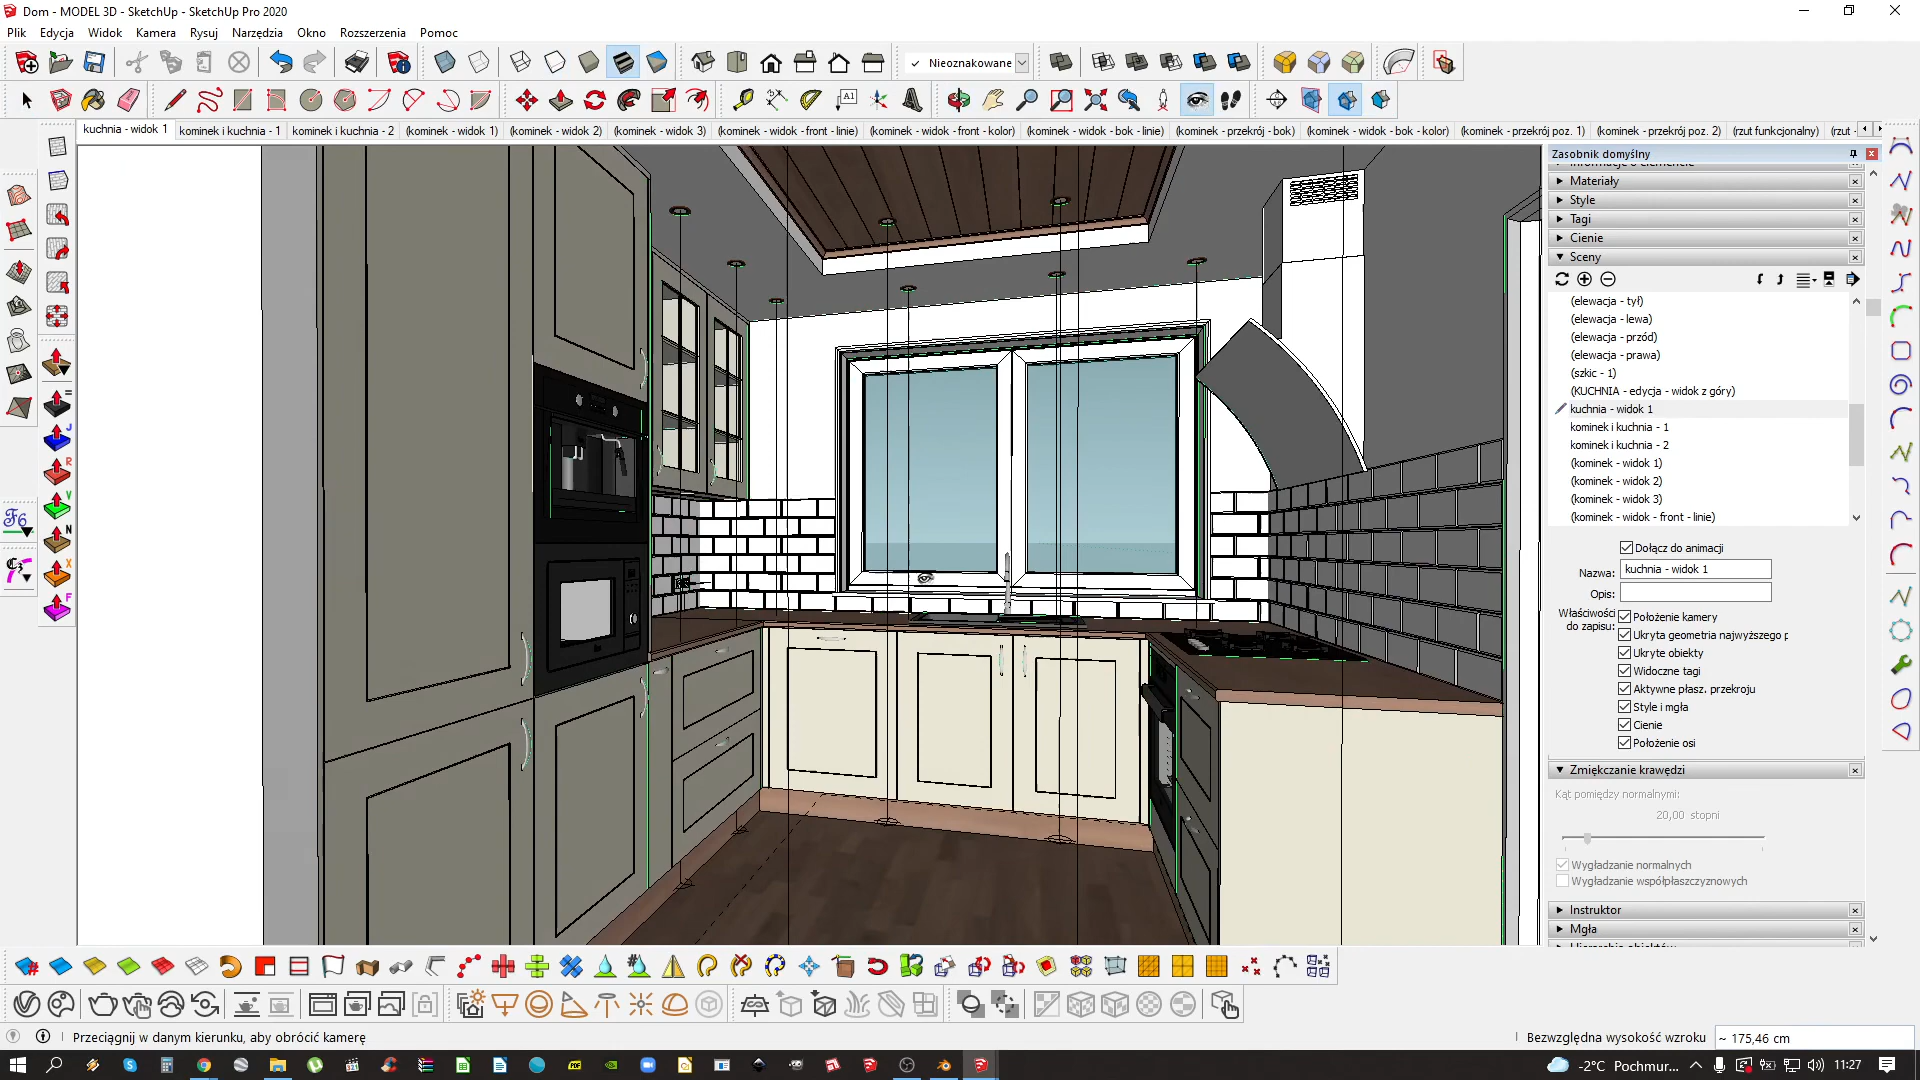 Dom - MODEL 3D - SketchUp - SketchUp Pro 2020
Plik Edycja Widok Kamera Rysuj Narzędzia Okno Rozszerzenia Pomoc
Nieoznakowane
A1
kuchnia - widok 1 kominek i kuchnia - 1 kominek i kuchnia - 2 (kominek - widok 1) (kominek - widok 2) (kominek - widok 3) (kominek - widok - front - linie) (kominek - widok - front - kolor) (kominek - widok - bok - linie) (kominek - przekrój - bok) (kominek - widok - bok - kolor) (kominek - przekrój poz. 1) (kominek - przekrój poz. 2) (rzut funkcjonalny) (rzut -
Zasobnik domyślny
Materiały
Style
Tagi
Cienie
Sceny
(elewacja - tył)
(elewacja - lewa)
(elewacja - przód)
(elewacja - prawa)
(szkic - 1)
(KUCHNIA - edycja - widok z góry)
kuchnia - widok 1
kominek i kuchnia - 1
kominek i kuchnia - 2
(kominek - widok 1)
(kominek - widok 2)
(kominek - widok 3)
(kominek - widok - front - linie)
Dołącz do animacji
Nazwa: kuchnia - widok 1
Opis:
Właściwości do zapisu:
Położenie kamery
Ukryta geometria najwyższego p
Ukryte obiekty
Widoczne tagi
Aktywne płasz. przekroju
Style i mgła
Cienie
Położenie osi
Zmiękczanie krawędzi
Kąt pomiędzy normalnymi:
20,00 stopni
Wygładzanie normalnych
Wygładzanie współpłaszczyznowych
Instruktor
Mgła
Przeciągnij w danym kierunku, aby obrócić kamerę
Bezwzględna wysokość wzroku ~ 175,46 cm
-2°C Pochmur... 11:27